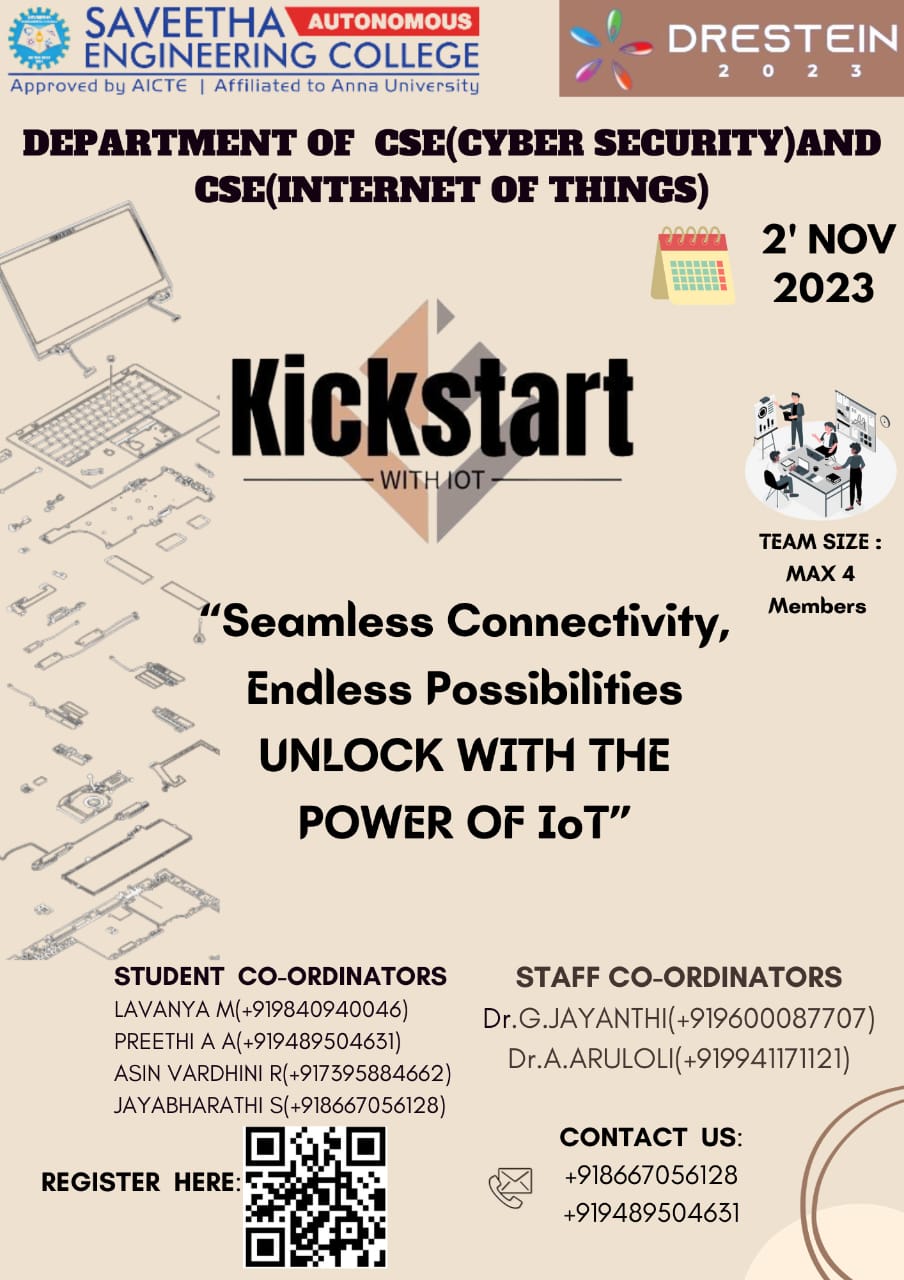 SAVEETHA AUTONOMOUS
ENGINEERING COLLEGE
Approved by AICTE | Affiliated to Anna University
DRESTEIN
2 0 2 3
DEPARTMENT OF CSE(CYBER SECURITY)AND
CSE(INTERNET OF THINGS)
2' NOV
2023
Kickstart
WITH IOT
TEAM SIZE :
MAX 4
Members
“Seamless Connectivity,
Endless Possibilities
UNLOCK WITH THE
POWER OF IoT”
STUDENT CO-ORDINATORS
LAVANYA M(+919840940046)
PREETHI A A(+919489504631)
ASIN VARDHINI R(+917395884662)
JAYABHARATHI S(+918667056128)
STAFF CO-ORDINATORS
Dr.G.JAYANTHI(+919600087707)
Dr.A.ARULOLI(+919941171121)
REGISTER HERE:
CONTACT US:
+918667056128
+919489504631